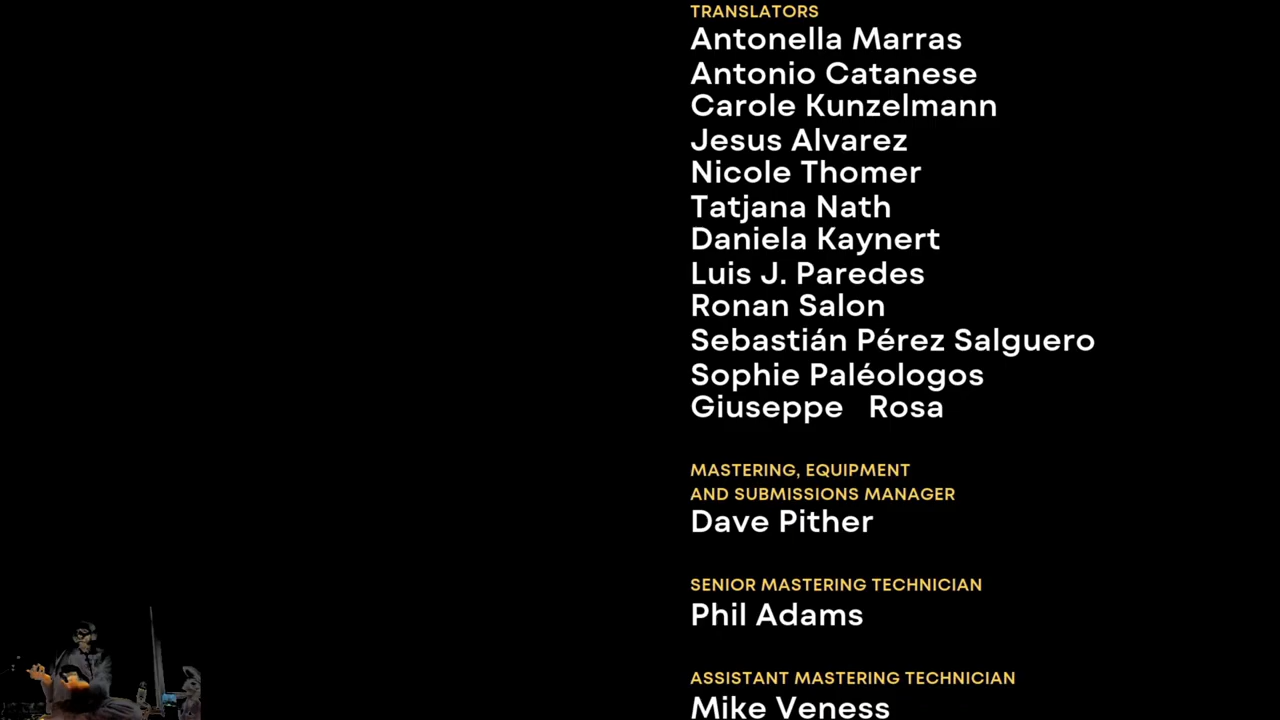 TRANSLATORS
Antonella Marras
Antonio Catanese
Carole Kunzelmann
Jesus Alvarez
Nicole Thomer
Tatjana Nath
Daniela Kaynert
Luis J. Paredes
Ronan Salon
Sebastián Pérez Salguero
Sophie Paléologos
Giuseppe Rosa
MASTERING, EQUIPMENT
AND SUBMISSIONS MANAGER
Dave Pither
SENIOR MASTERING TECHNICIAN
Phil Adams
ASSISTANT MASTERING TECHNICIAN
Mike Veness